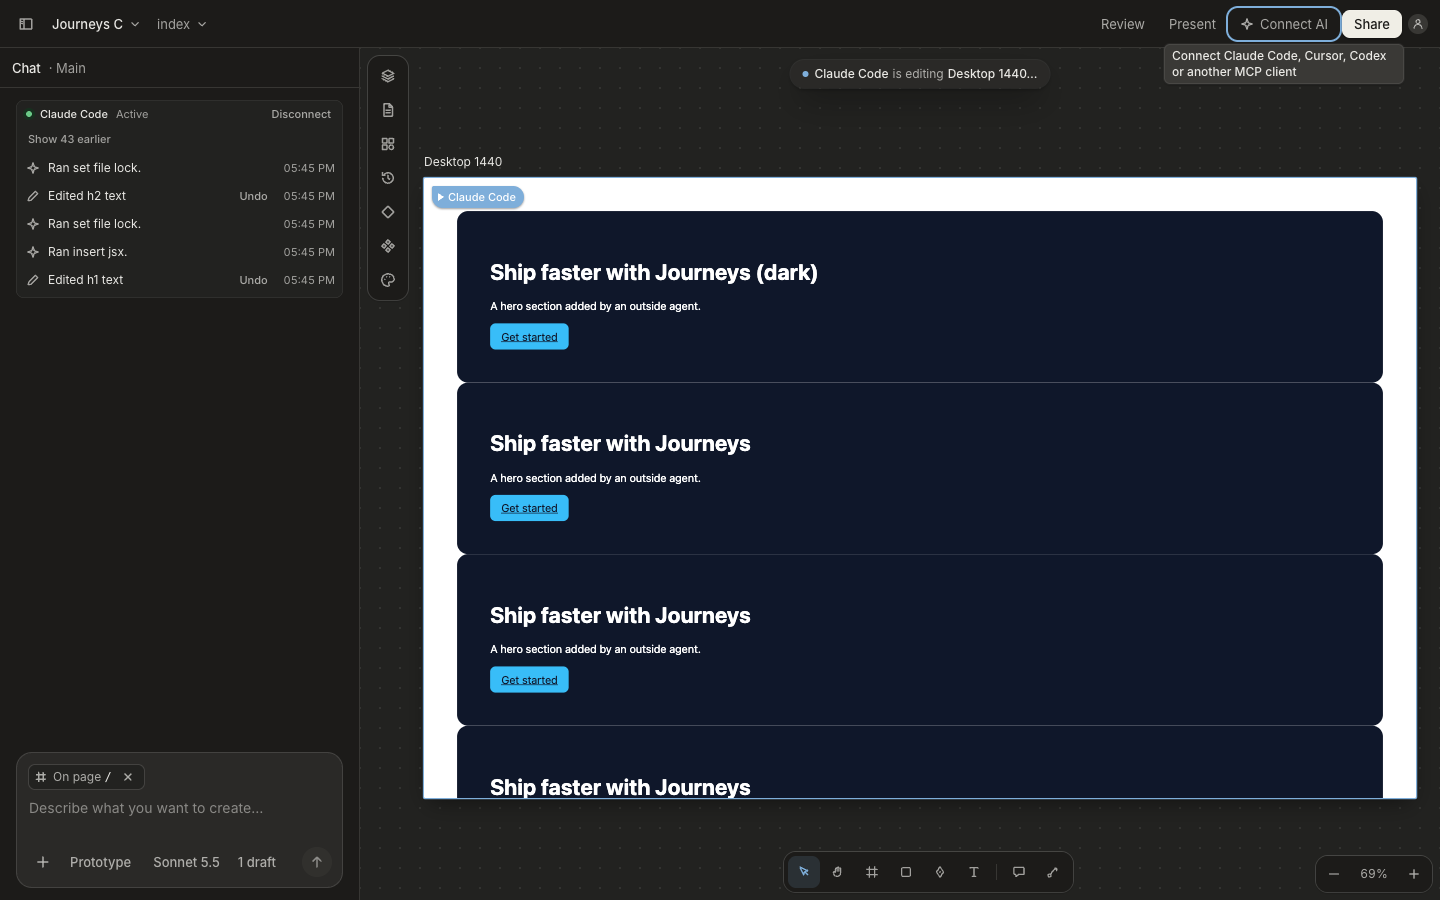 Journeys C
index
Review
Present
Connect AI
Share
Connect Claude Code, Cursor, Codex
or another MCP client
Chat · Main
Claude Code Active Disconnect
Show 43 earlier
Ran set file lock. 05:45 PM
Edited h2 text Undo 05:45 PM
Ran set file lock. 05:45 PM
Ran insert jsx. 05:45 PM
Edited h1 text Undo 05:45 PM
Claude Code is editing Desktop 1440...
Desktop 1440
Claude Code
Ship faster with Journeys (dark)
A hero section added by an outside agent.
Get started
Ship faster with Journeys
A hero section added by an outside agent.
Get started
Ship faster with Journeys
A hero section added by an outside agent.
Get started
Ship faster with Journeys
On page /
Describe what you want to create...
Prototype
Sonnet 5.5
1 draft
69%